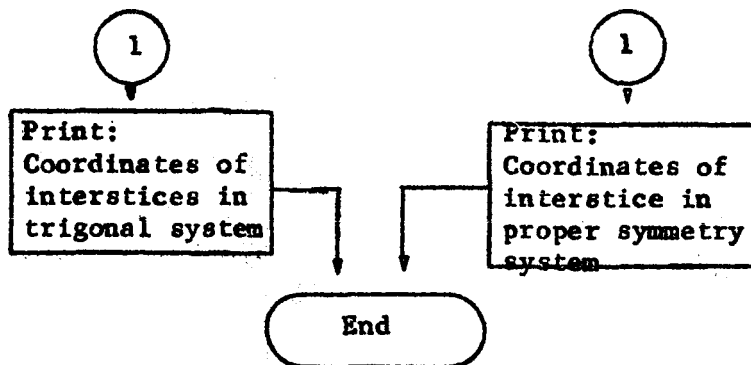 1
1
Print:
Coordinates of
interstices in
trigonal system
Print:
Coordinates of
interstice in
proper symmetry
system
End